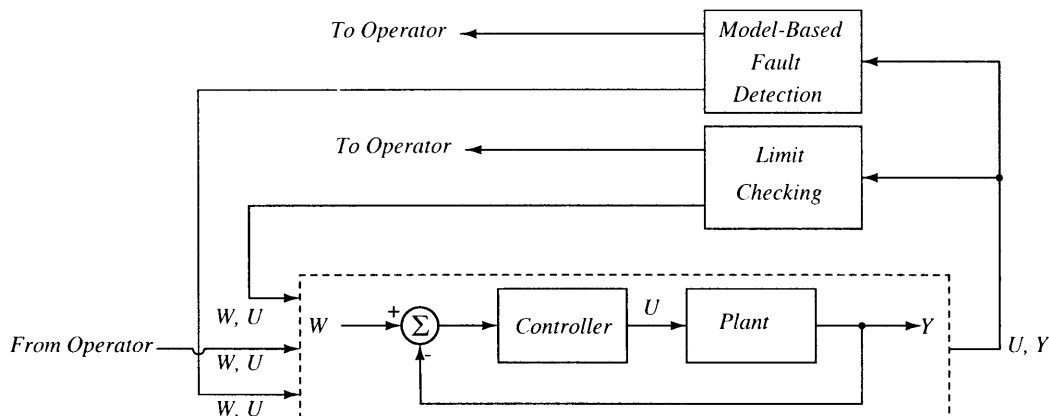 To Operator
Model-Based
Fault
Detection
To Operator
Limit
Checking
W, U
W
+
Σ
-
Controller
U
Plant
Y
From Operator
W, U
U, Y
W, U